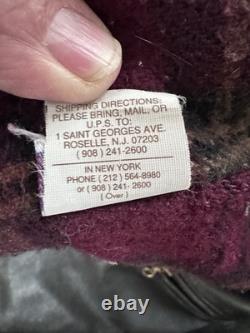 SHIPPING DIRECTIONS:
PLEASE BRING, MAIL, OR
U.P.S. TO:
1 SAINT GEORGES AVE.
ROSELLE, N.J. 07203
( 908 ) 241-2600
IN NEW YORK
PHONE ( 212 ) 564-8980
or ( 908 ) 241- 2600
( Over )